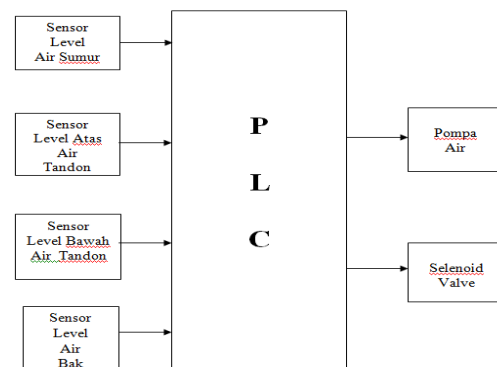 Sensor
Level
Air Sumur
Sensor
Level Atas
Air
Tandon
Sensor
Level Bawah
Air Tandon
Sensor
Level
Air
Bak
P
L
C
Pompa
Air
Selenoid
Valve